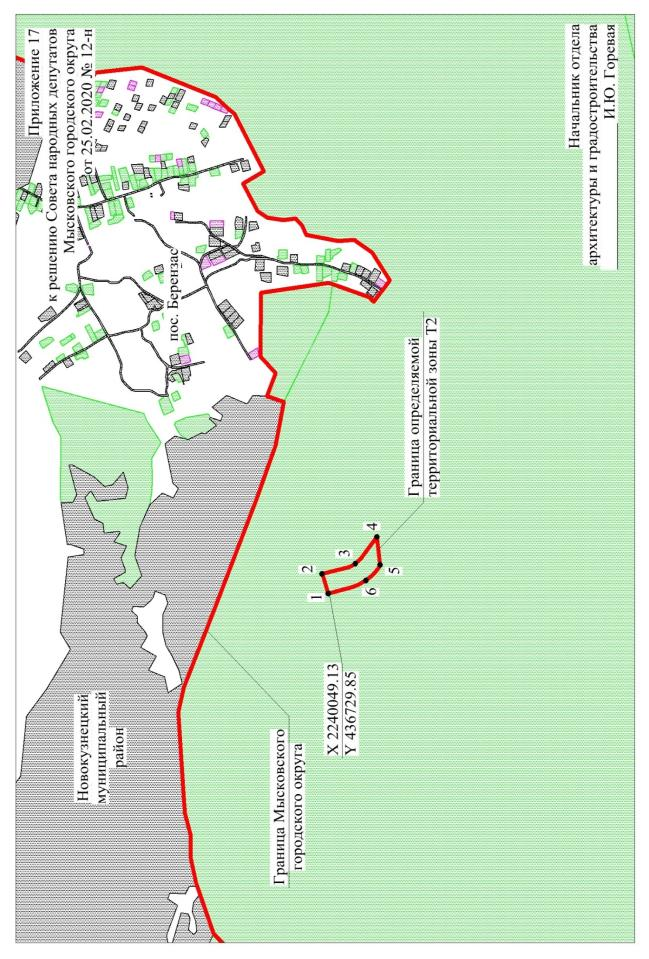 Приложение 17
к решению Совета народных депутатов
Мысковского городского округа
от 25.02.2020 № 12-н
пос. Берензас
Новокузнецкий
муниципальный
район
Граница Мысковского
городского округа
X 2240049.13
Y 436729.85
1
2
3
4
5
6
Граница определяемой
территориальной зоны Т2
Начальник отдела
архитектуры и градостроительства
И.Ю. Горевая